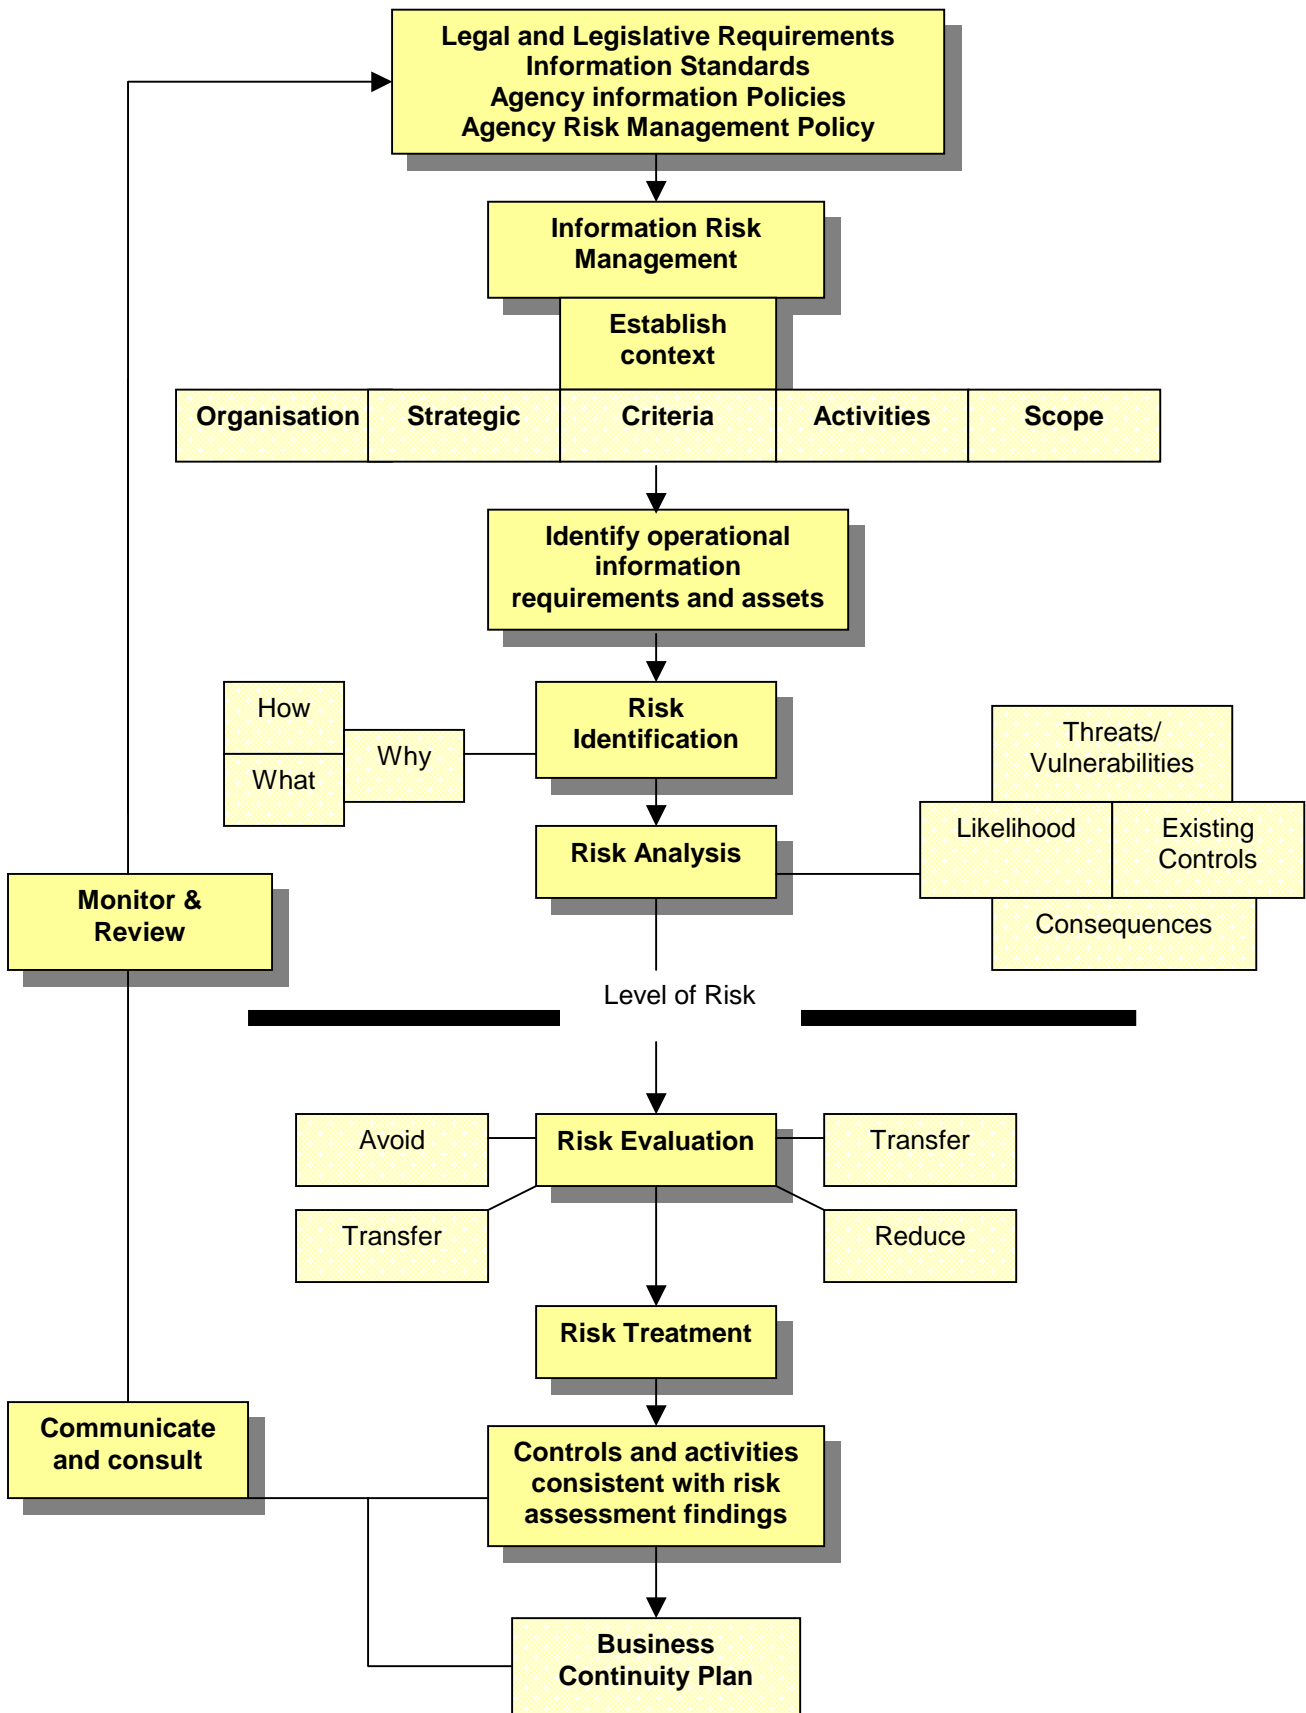 Legal and Legislative Requirements
Information Standards
Agency information Policies
Agency Risk Management Policy
Information Risk
Management
Establish
context
Organisation
Strategic
Criteria
Activities
Scope
Identify operational
information
requirements and assets
How
What
Why
Risk
Identification
Threats/
Vulnerabilities
Likelihood
Existing
Controls
Consequences
Risk Analysis
Monitor &
Review
Level of Risk
Avoid
Risk Evaluation
Transfer
Transfer
Reduce
Risk Treatment
Communicate
and consult
Controls and activities
consistent with risk
assessment findings
Business
Continuity Plan